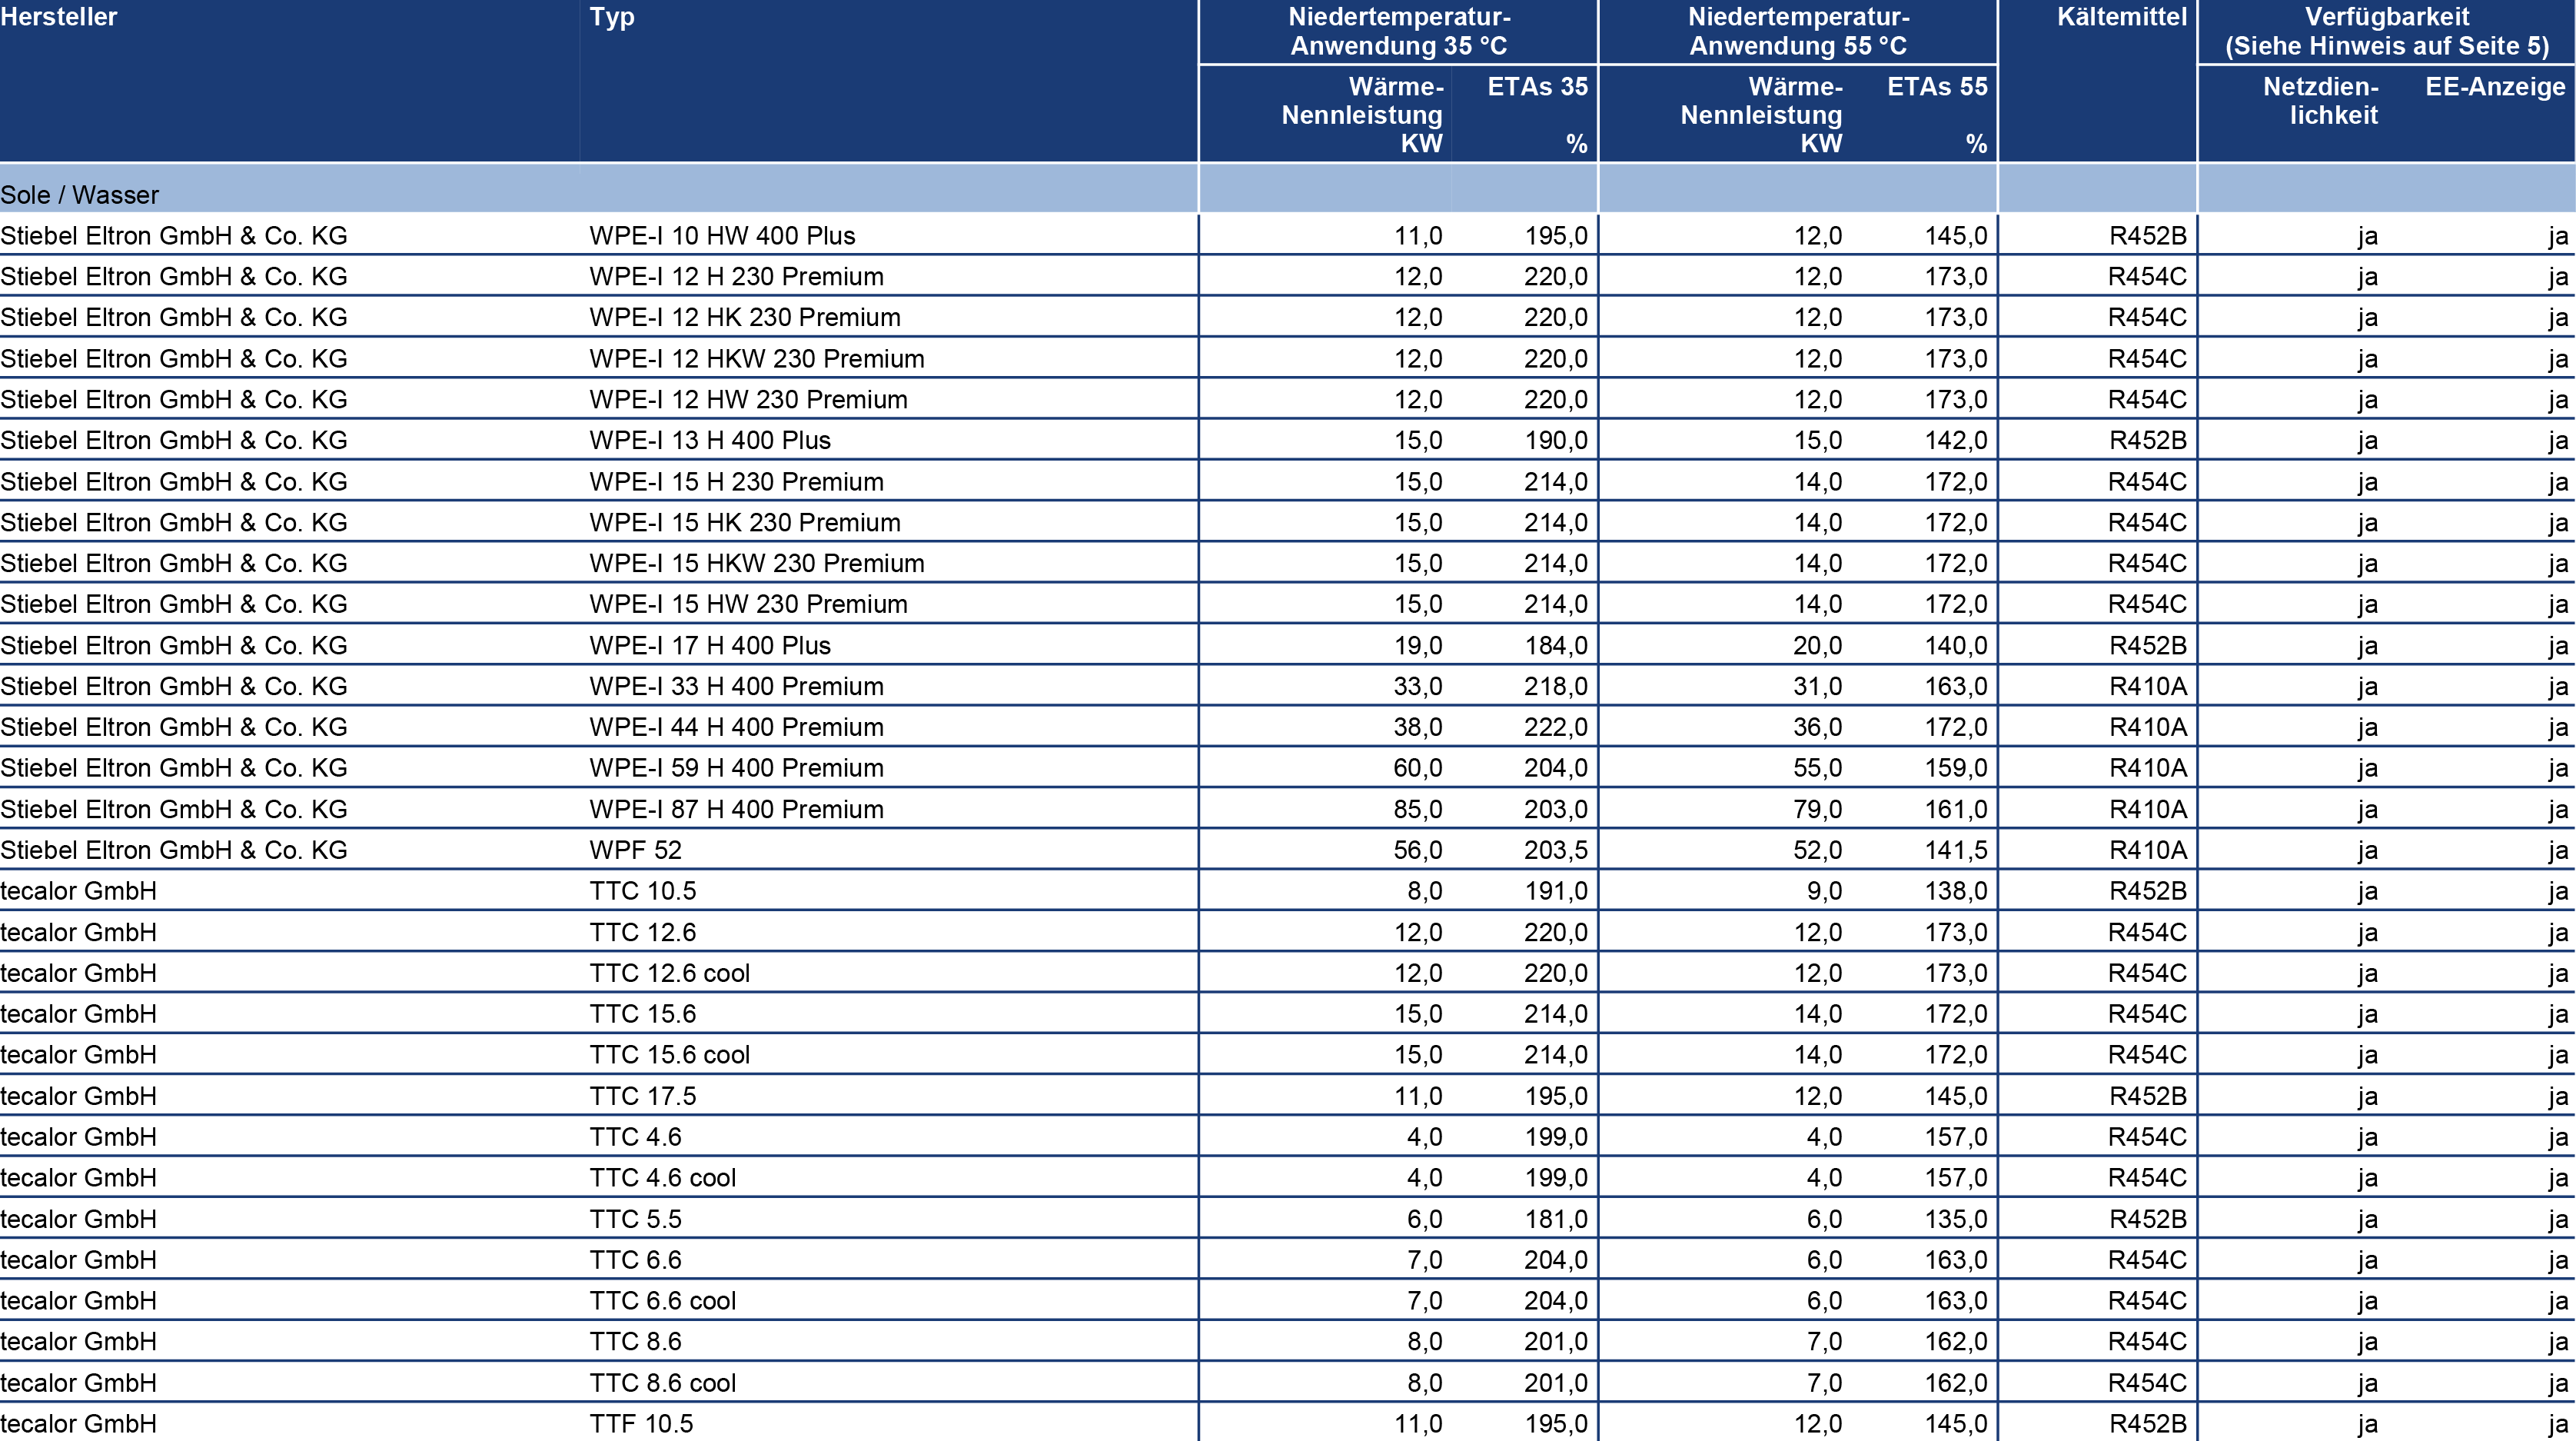 Hersteller Typ Niedertemperatur-Anwendung 35 °C Niedertemperatur-Anwendung 55 °C Kältemittel Verfügbarkeit (Siehe Hinweis auf Seite 5)
Wärme-Nennleistung KW ETAs 35 % Wärme-Nennleistung KW ETAs 55 % Netzdien-lichkeit EE-Anzeige
Sole / Wasser
Stiebel Eltron GmbH & Co. KG WPE-I 10 HW 400 Plus 11,0 195,0 12,0 145,0 R452B ja ja
Stiebel Eltron GmbH & Co. KG WPE-I 12 H 230 Premium 12,0 220,0 12,0 173,0 R454C ja ja
Stiebel Eltron GmbH & Co. KG WPE-I 12 HK 230 Premium 12,0 220,0 12,0 173,0 R454C ja ja
Stiebel Eltron GmbH & Co. KG WPE-I 12 HKW 230 Premium 12,0 220,0 12,0 173,0 R454C ja ja
Stiebel Eltron GmbH & Co. KG WPE-I 12 HW 230 Premium 12,0 220,0 12,0 173,0 R454C ja ja
Stiebel Eltron GmbH & Co. KG WPE-I 13 H 400 Plus 15,0 190,0 15,0 142,0 R452B ja ja
Stiebel Eltron GmbH & Co. KG WPE-I 15 H 230 Premium 15,0 214,0 14,0 172,0 R454C ja ja
Stiebel Eltron GmbH & Co. KG WPE-I 15 HK 230 Premium 15,0 214,0 14,0 172,0 R454C ja ja
Stiebel Eltron GmbH & Co. KG WPE-I 15 HKW 230 Premium 15,0 214,0 14,0 172,0 R454C ja ja
Stiebel Eltron GmbH & Co. KG WPE-I 15 HW 230 Premium 15,0 214,0 14,0 172,0 R454C ja ja
Stiebel Eltron GmbH & Co. KG WPE-I 17 H 400 Plus 19,0 184,0 20,0 140,0 R452B ja ja
Stiebel Eltron GmbH & Co. KG WPE-I 33 H 400 Premium 33,0 218,0 31,0 163,0 R410A ja ja
Stiebel Eltron GmbH & Co. KG WPE-I 44 H 400 Premium 38,0 222,0 36,0 172,0 R410A ja ja
Stiebel Eltron GmbH & Co. KG WPE-I 59 H 400 Premium 60,0 204,0 55,0 159,0 R410A ja ja
Stiebel Eltron GmbH & Co. KG WPE-I 87 H 400 Premium 85,0 203,0 79,0 161,0 R410A ja ja
Stiebel Eltron GmbH & Co. KG WPF 52 56,0 203,5 52,0 141,5 R410A ja ja
tecalor GmbH TTC 10.5 8,0 191,0 9,0 138,0 R452B ja ja
tecalor GmbH TTC 12.6 12,0 220,0 12,0 173,0 R454C ja ja
tecalor GmbH TTC 12.6 cool 12,0 220,0 12,0 173,0 R454C ja ja
tecalor GmbH TTC 15.6 15,0 214,0 14,0 172,0 R454C ja ja
tecalor GmbH TTC 15.6 cool 15,0 214,0 14,0 172,0 R454C ja ja
tecalor GmbH TTC 17.5 11,0 195,0 12,0 145,0 R452B ja ja
tecalor GmbH TTC 4.6 4,0 199,0 4,0 157,0 R454C ja ja
tecalor GmbH TTC 4.6 cool 4,0 199,0 4,0 157,0 R454C ja ja
tecalor GmbH TTC 5.5 6,0 181,0 6,0 135,0 R452B ja ja
tecalor GmbH TTC 6.6 7,0 204,0 6,0 163,0 R454C ja ja
tecalor GmbH TTC 6.6 cool 7,0 204,0 6,0 163,0 R454C ja ja
tecalor GmbH TTC 8.6 8,0 201,0 7,0 162,0 R454C ja ja
tecalor GmbH TTC 8.6 cool 8,0 201,0 7,0 162,0 R454C ja ja
tecalor GmbH TTF 10.5 11,0 195,0 12,0 145,0 R452B ja ja